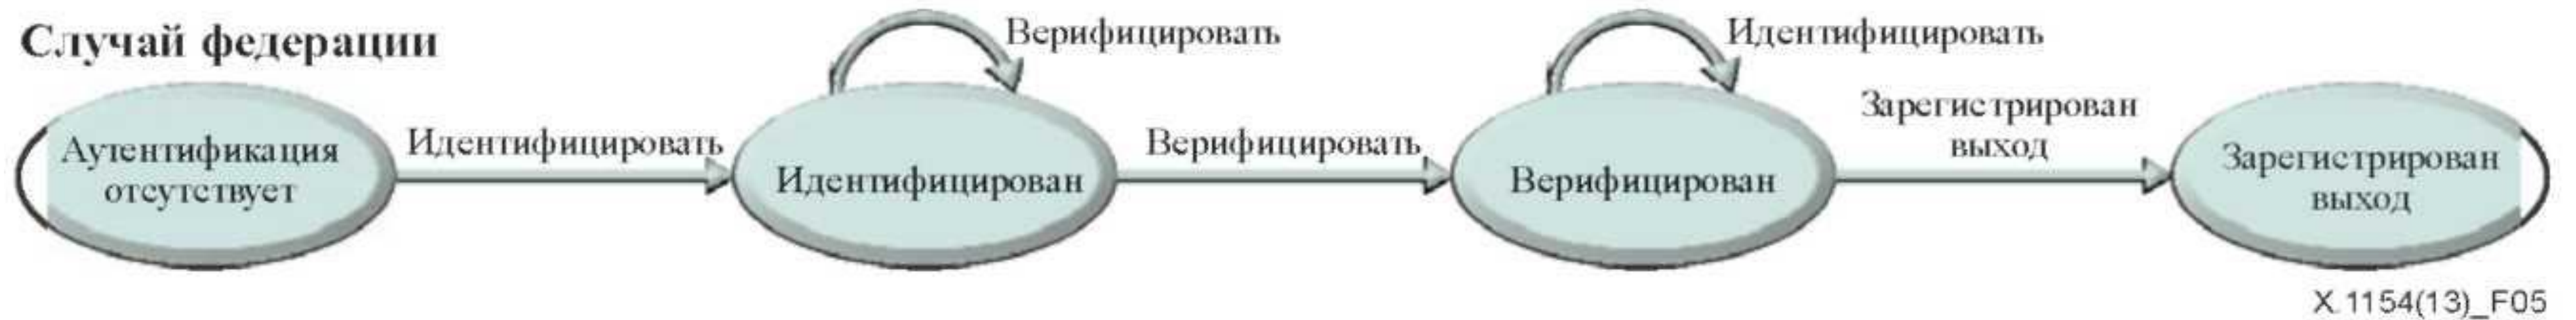 Случай федерации
Верифицировать
Идентифицировать
Аутентификация
отсутствует
Идентифицировать
Идентифицирован
Верифицировать
Верифицирован
Зарегистрирован
выход
Зарегистрирован
выход
X.1154(13)_F05